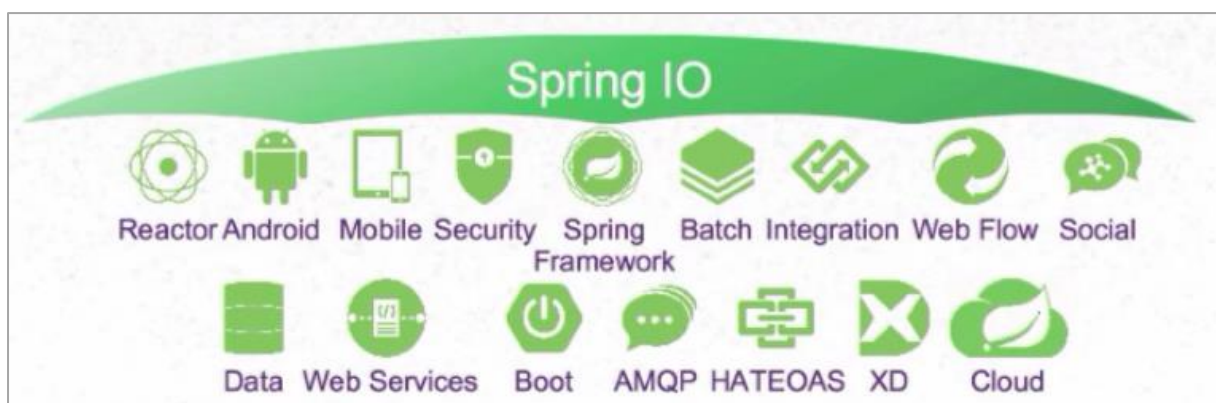 Spring IO
Reactor Android Mobile Security Spring Framework Batch Integration Web Flow Social
Data Web Services Boot AMQP HATEOAS XD Cloud